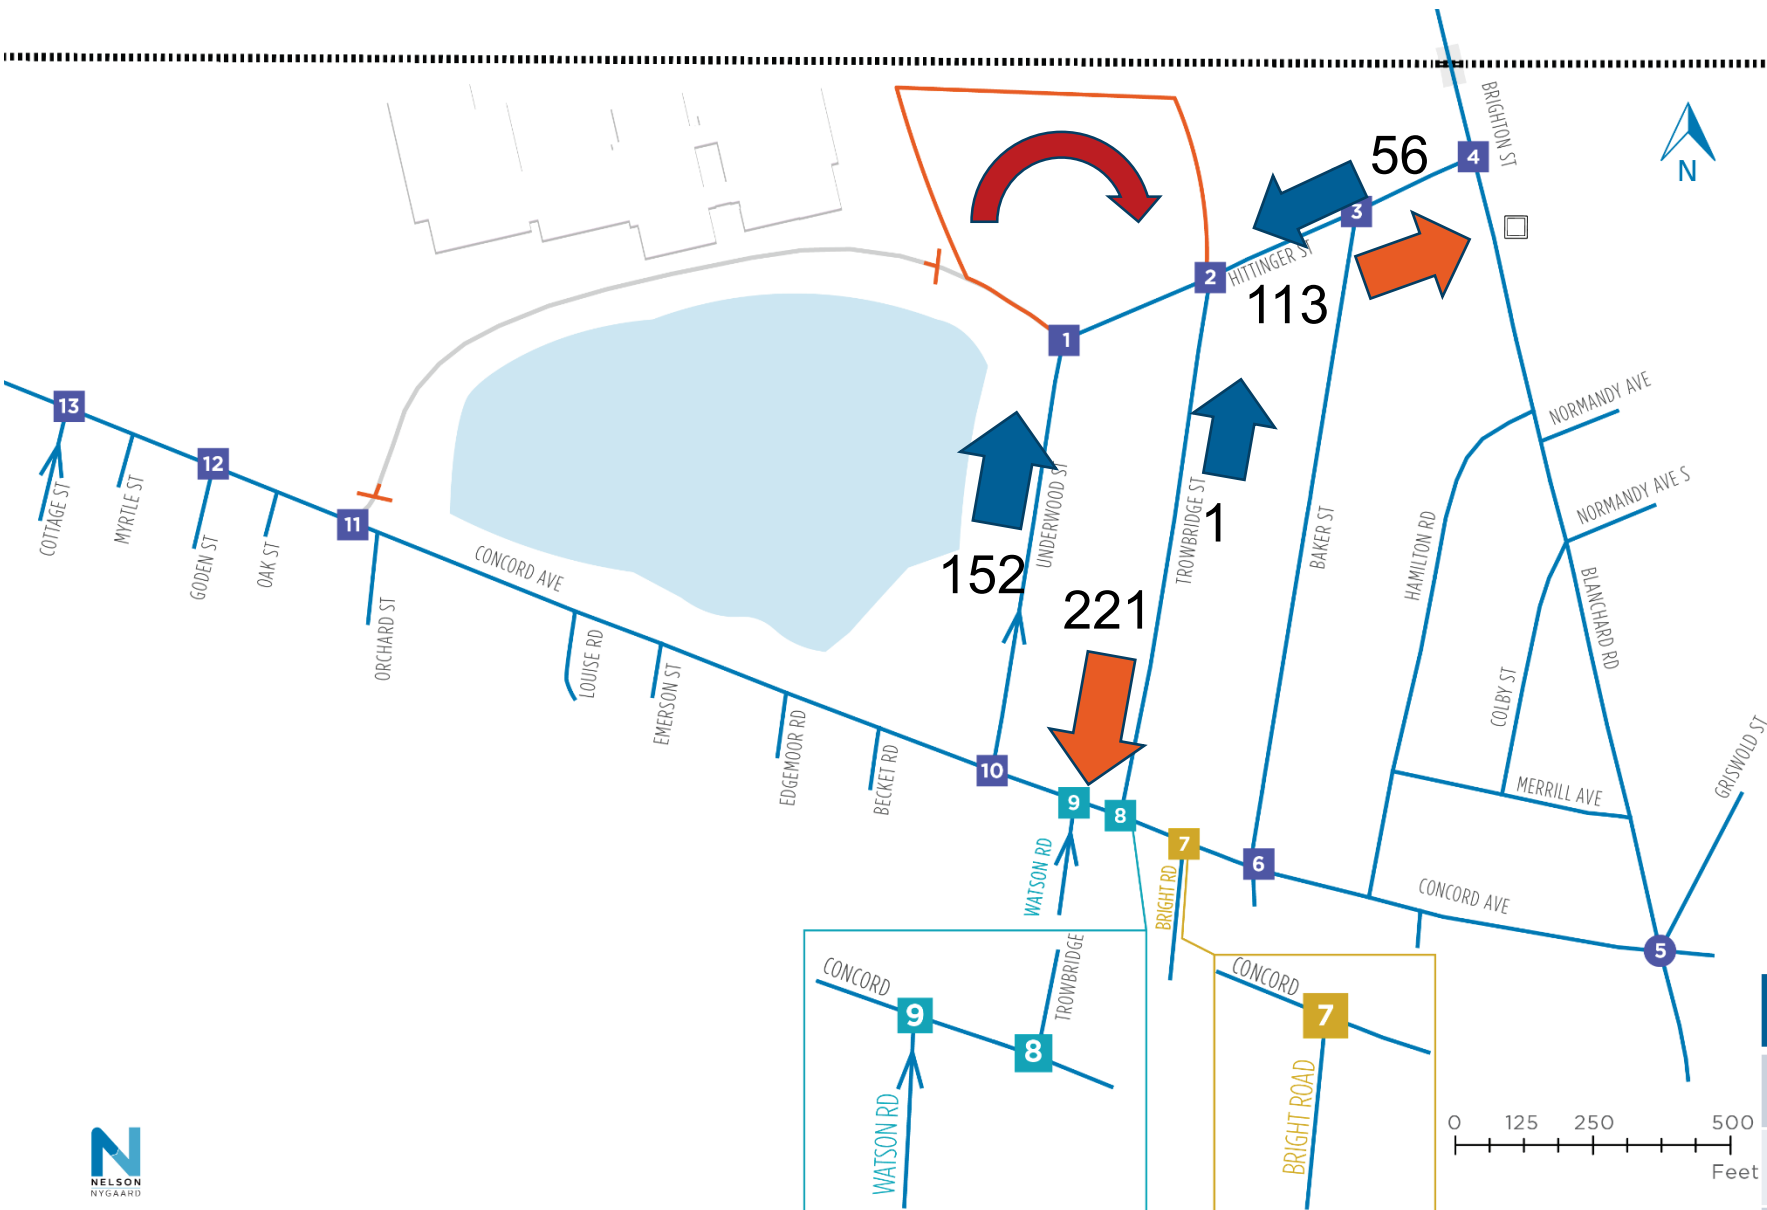 BRIGHTON ST
N
56
4
3
2
HITTINGER ST
113
1
13
12
11
COTTAGE ST
MYRTLE ST
GODEN ST
OAK ST
ORCHARD ST
CONCORD AVE
LOUISE RD
EMERSON ST
EDGEMOOR RD
BECKET RD
152
UNDERWOOD ST
221
TROWBRIDGE ST
1
BAKER ST
HAMILTON RD
NORMANDY AVE
NORMANDY AVE S
BLANCHARD RD
COLBY ST
MERRILL AVE
GRISWOLD ST
10
9
8
7
6
5
CONCORD AVE
WATSON RD
BRIGHT RD
CONCORD
9
8
TROWBRIDGE
WATSON RD
CONCORD
7
BRIGHT ROAD
0 125 250 500
Feet
N
NELSON
NYGAARD